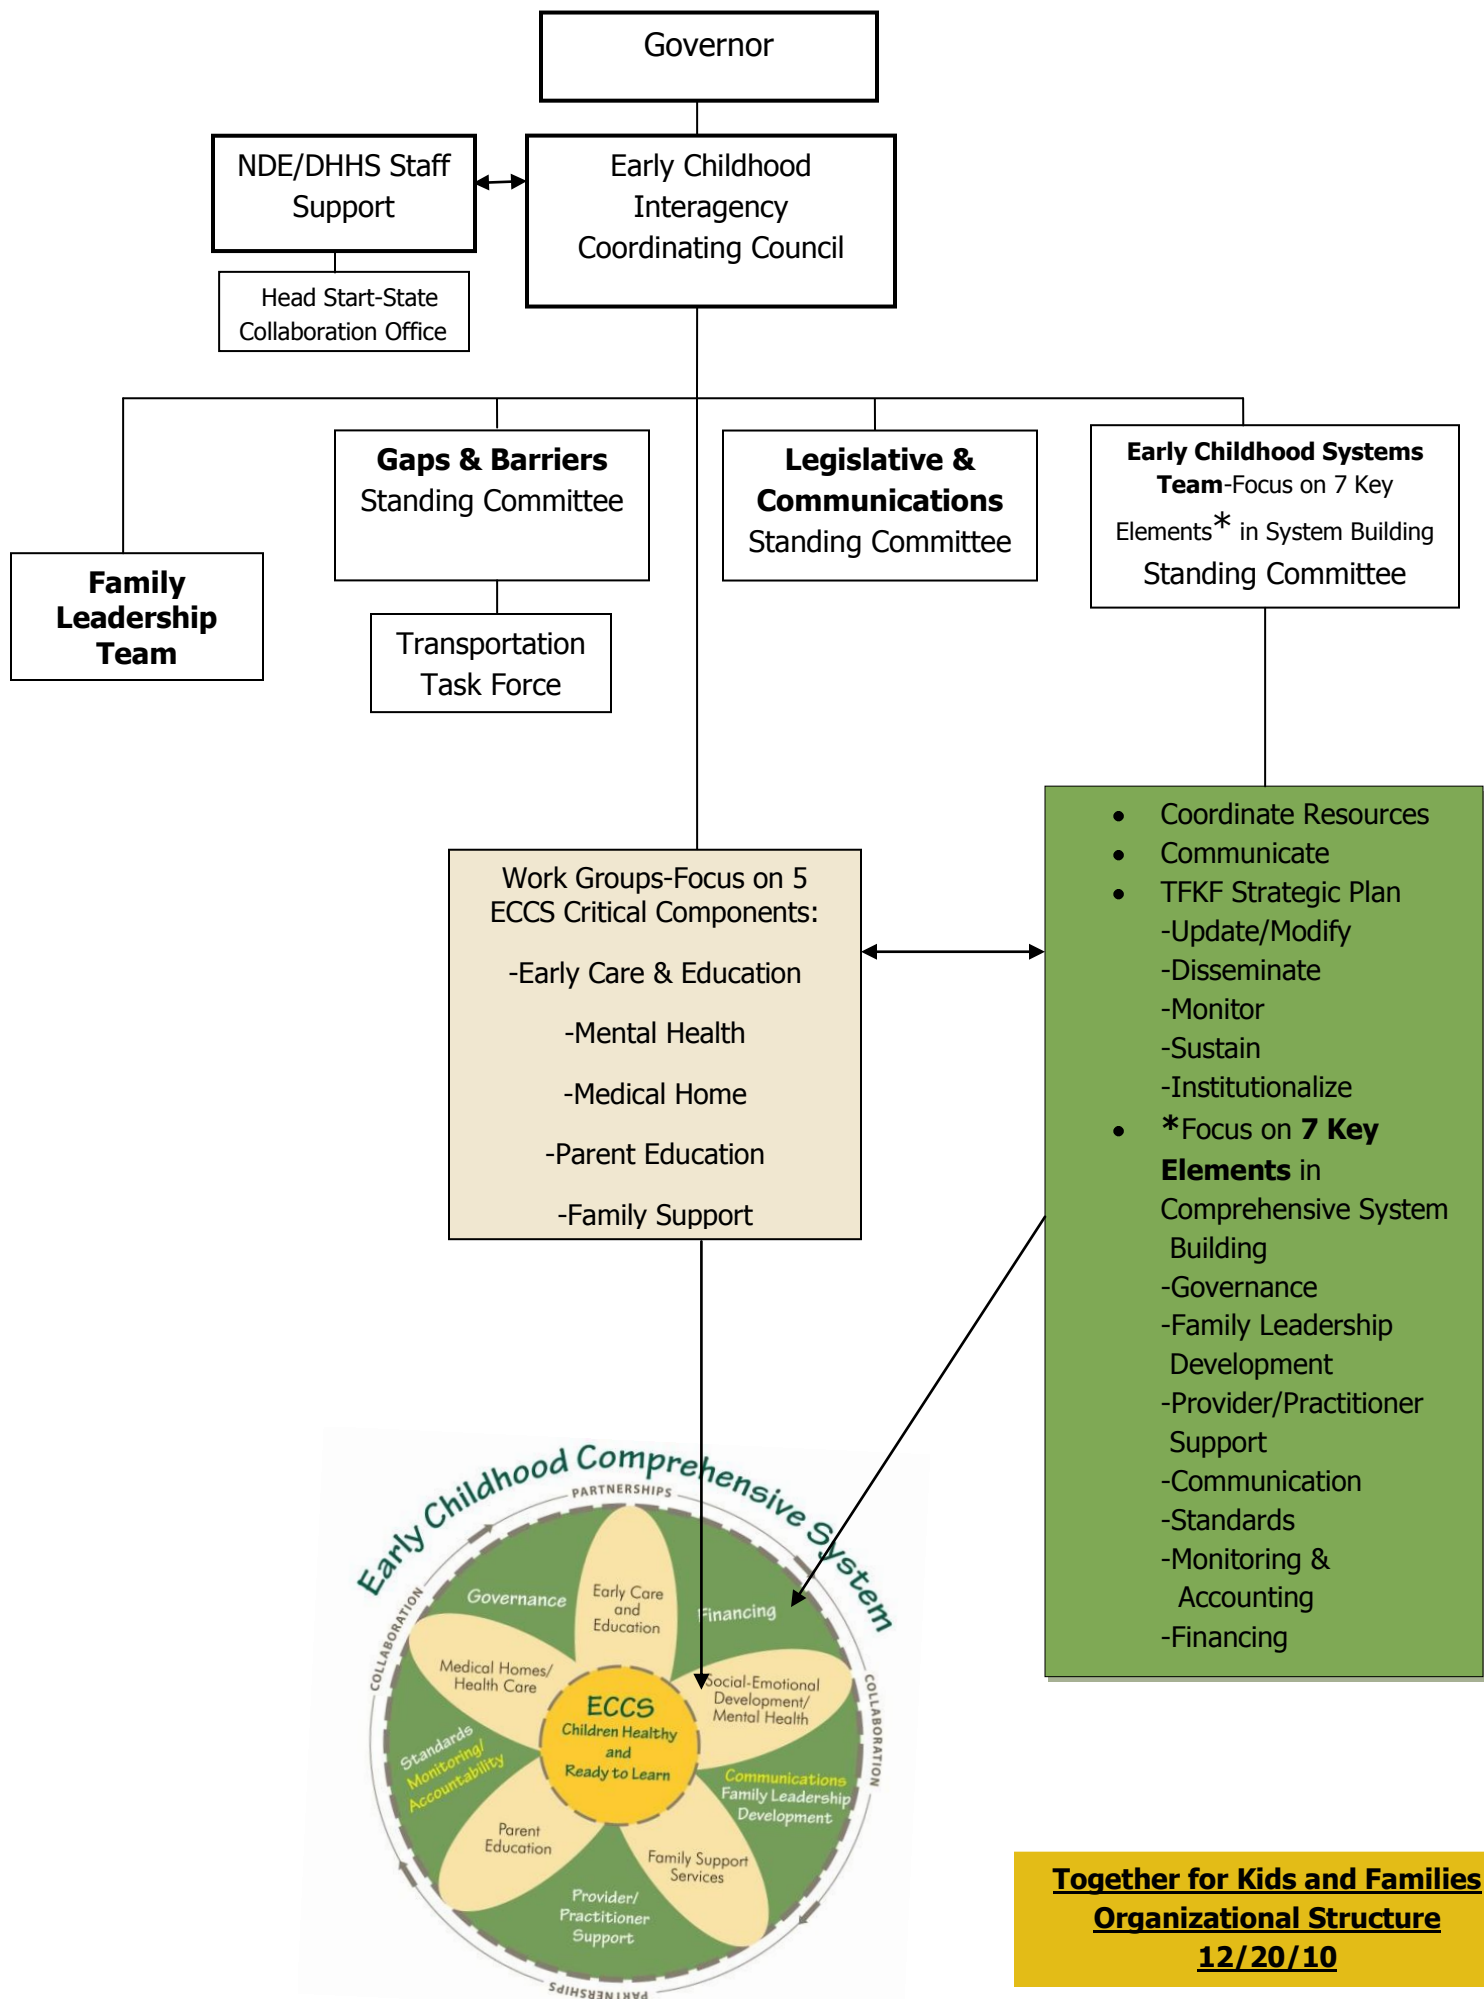 Governor
NDE/DHHS Staff
Support
Early Childhood
Interagency
Coordinating Council
Head Start-State
Collaboration Office
Family
Leadership
Team
Gaps & Barriers
Standing Committee
Transportation
Task Force
Legislative &
Communications
Standing Committee
Early Childhood Systems
Team-Focus on 7 Key
Elements* in System Building
Standing Committee
Work Groups-Focus on 5
ECCS Critical Components:
-Early Care & Education
-Mental Health
-Medical Home
-Parent Education
-Family Support
• Coordinate Resources
• Communicate
• TFKF Strategic Plan
-Update/Modify
-Disseminate
-Monitor
-Sustain
-Institutionalize
• *Focus on 7 Key
Elements in
Comprehensive System
Building
-Governance
-Family Leadership
Development
-Provider/Practitioner
Support
-Communication
-Standards
-Monitoring &
Accounting
-Financing
Early Childhood Comprehensive System
PARTNERSHIPS
COLLABORATION
COLLABORATION
PARTNERSHIPS
Governance
Early Care
and
Education
Financing
Medical Homes/
Health Care
Social-Emotional
Development/
Mental Health
ECCS
Children Healthy
and
Ready to Learn
Standards
Monitoring/
Accountability
Communications
Family Leadership
Development
Parent
Education
Family Support
Services
Provider/
Practitioner
Support
Together for Kids and Families
Organizational Structure
12/20/10